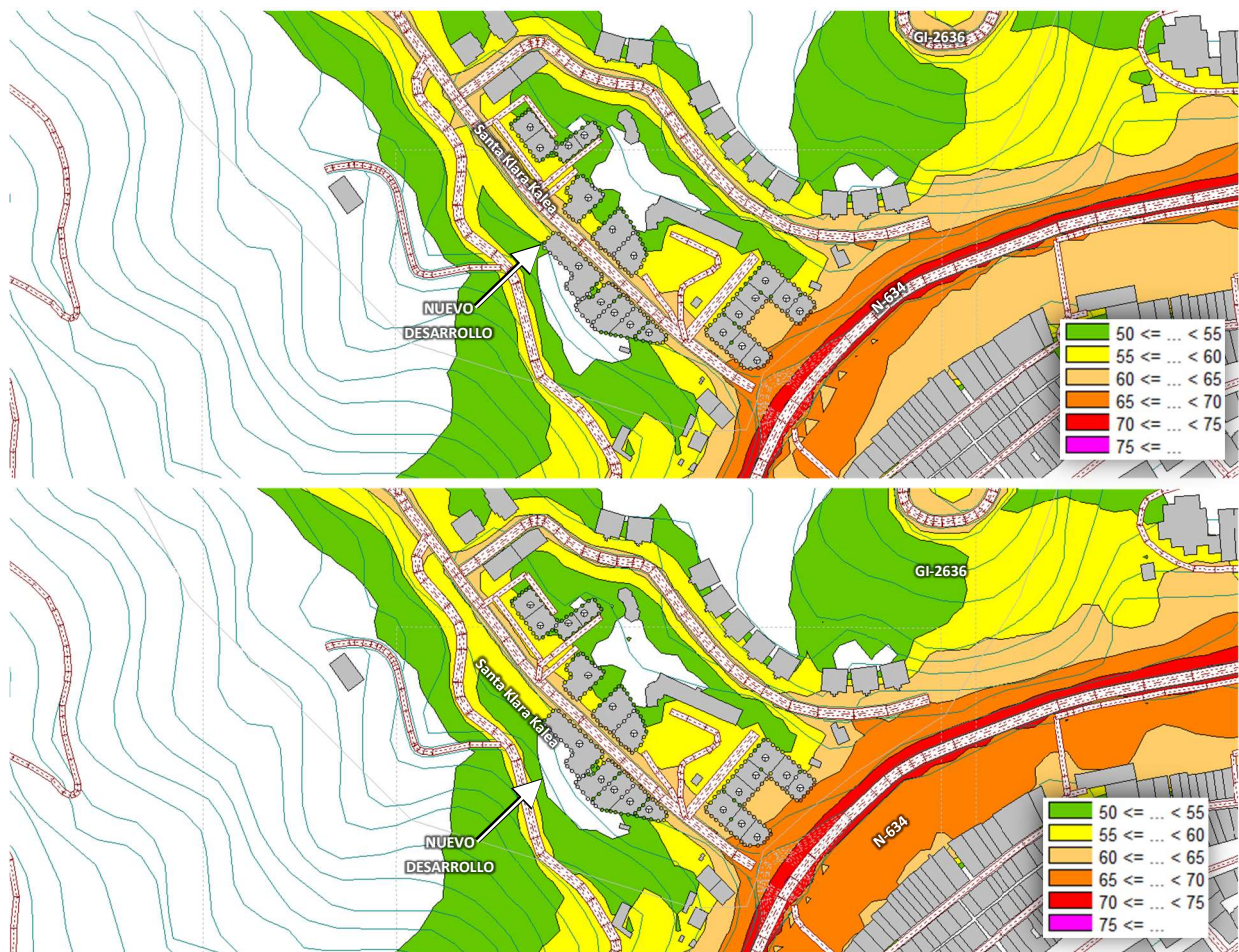 GI-2636
Santa Klara Kalea
NUEVO
DESARROLLO
N-634
50 <= ... < 55
55 <= ... < 60
60 <= ... < 65
65 <= ... < 70
70 <= ... < 75
75 <= ...
GI-2636
Santa Klara Kalea
NUEVO
DESARROLLO
N-634
50 <= ... < 55
55 <= ... < 60
60 <= ... < 65
65 <= ... < 70
70 <= ... < 75
75 <= ...